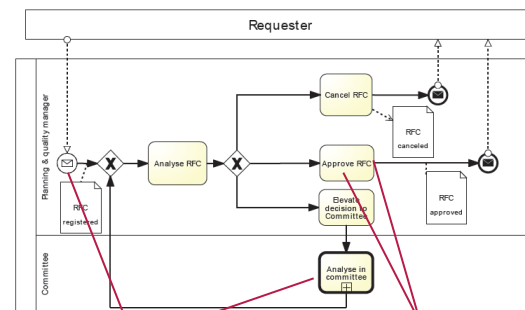 Requester
Planning & quality manager
Cancel RFC
RFC
canceled
Analyse RFC
Approve RFC
RFC
registered
Elevate
decision to
Committee
RFC
approved
Committee
Analyse in
committee